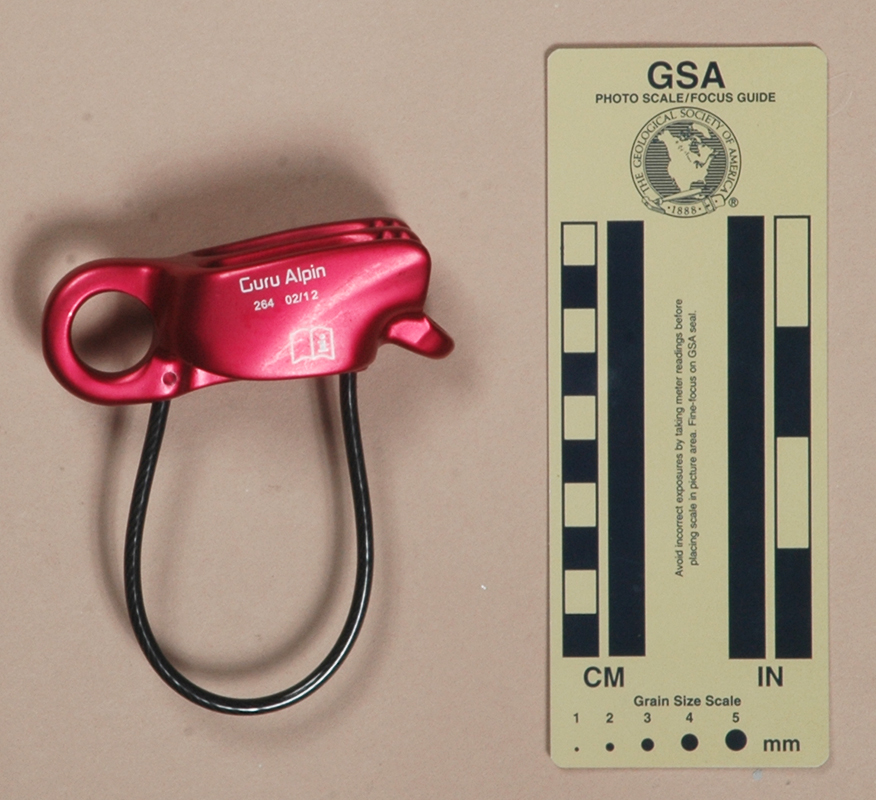 Guru Alpin
264 02/12
GSA
PHOTO SCALE/FOCUS GUIDE
THE GEOLOGICAL SOCIETY OF AMERICA
·1888·
®
Avoid incorrect exposures by taking meter readings before
placing scale in picture area. Fine-focus on GSA seal.
CM
IN
Grain Size Scale
1 2 3 4 5
mm